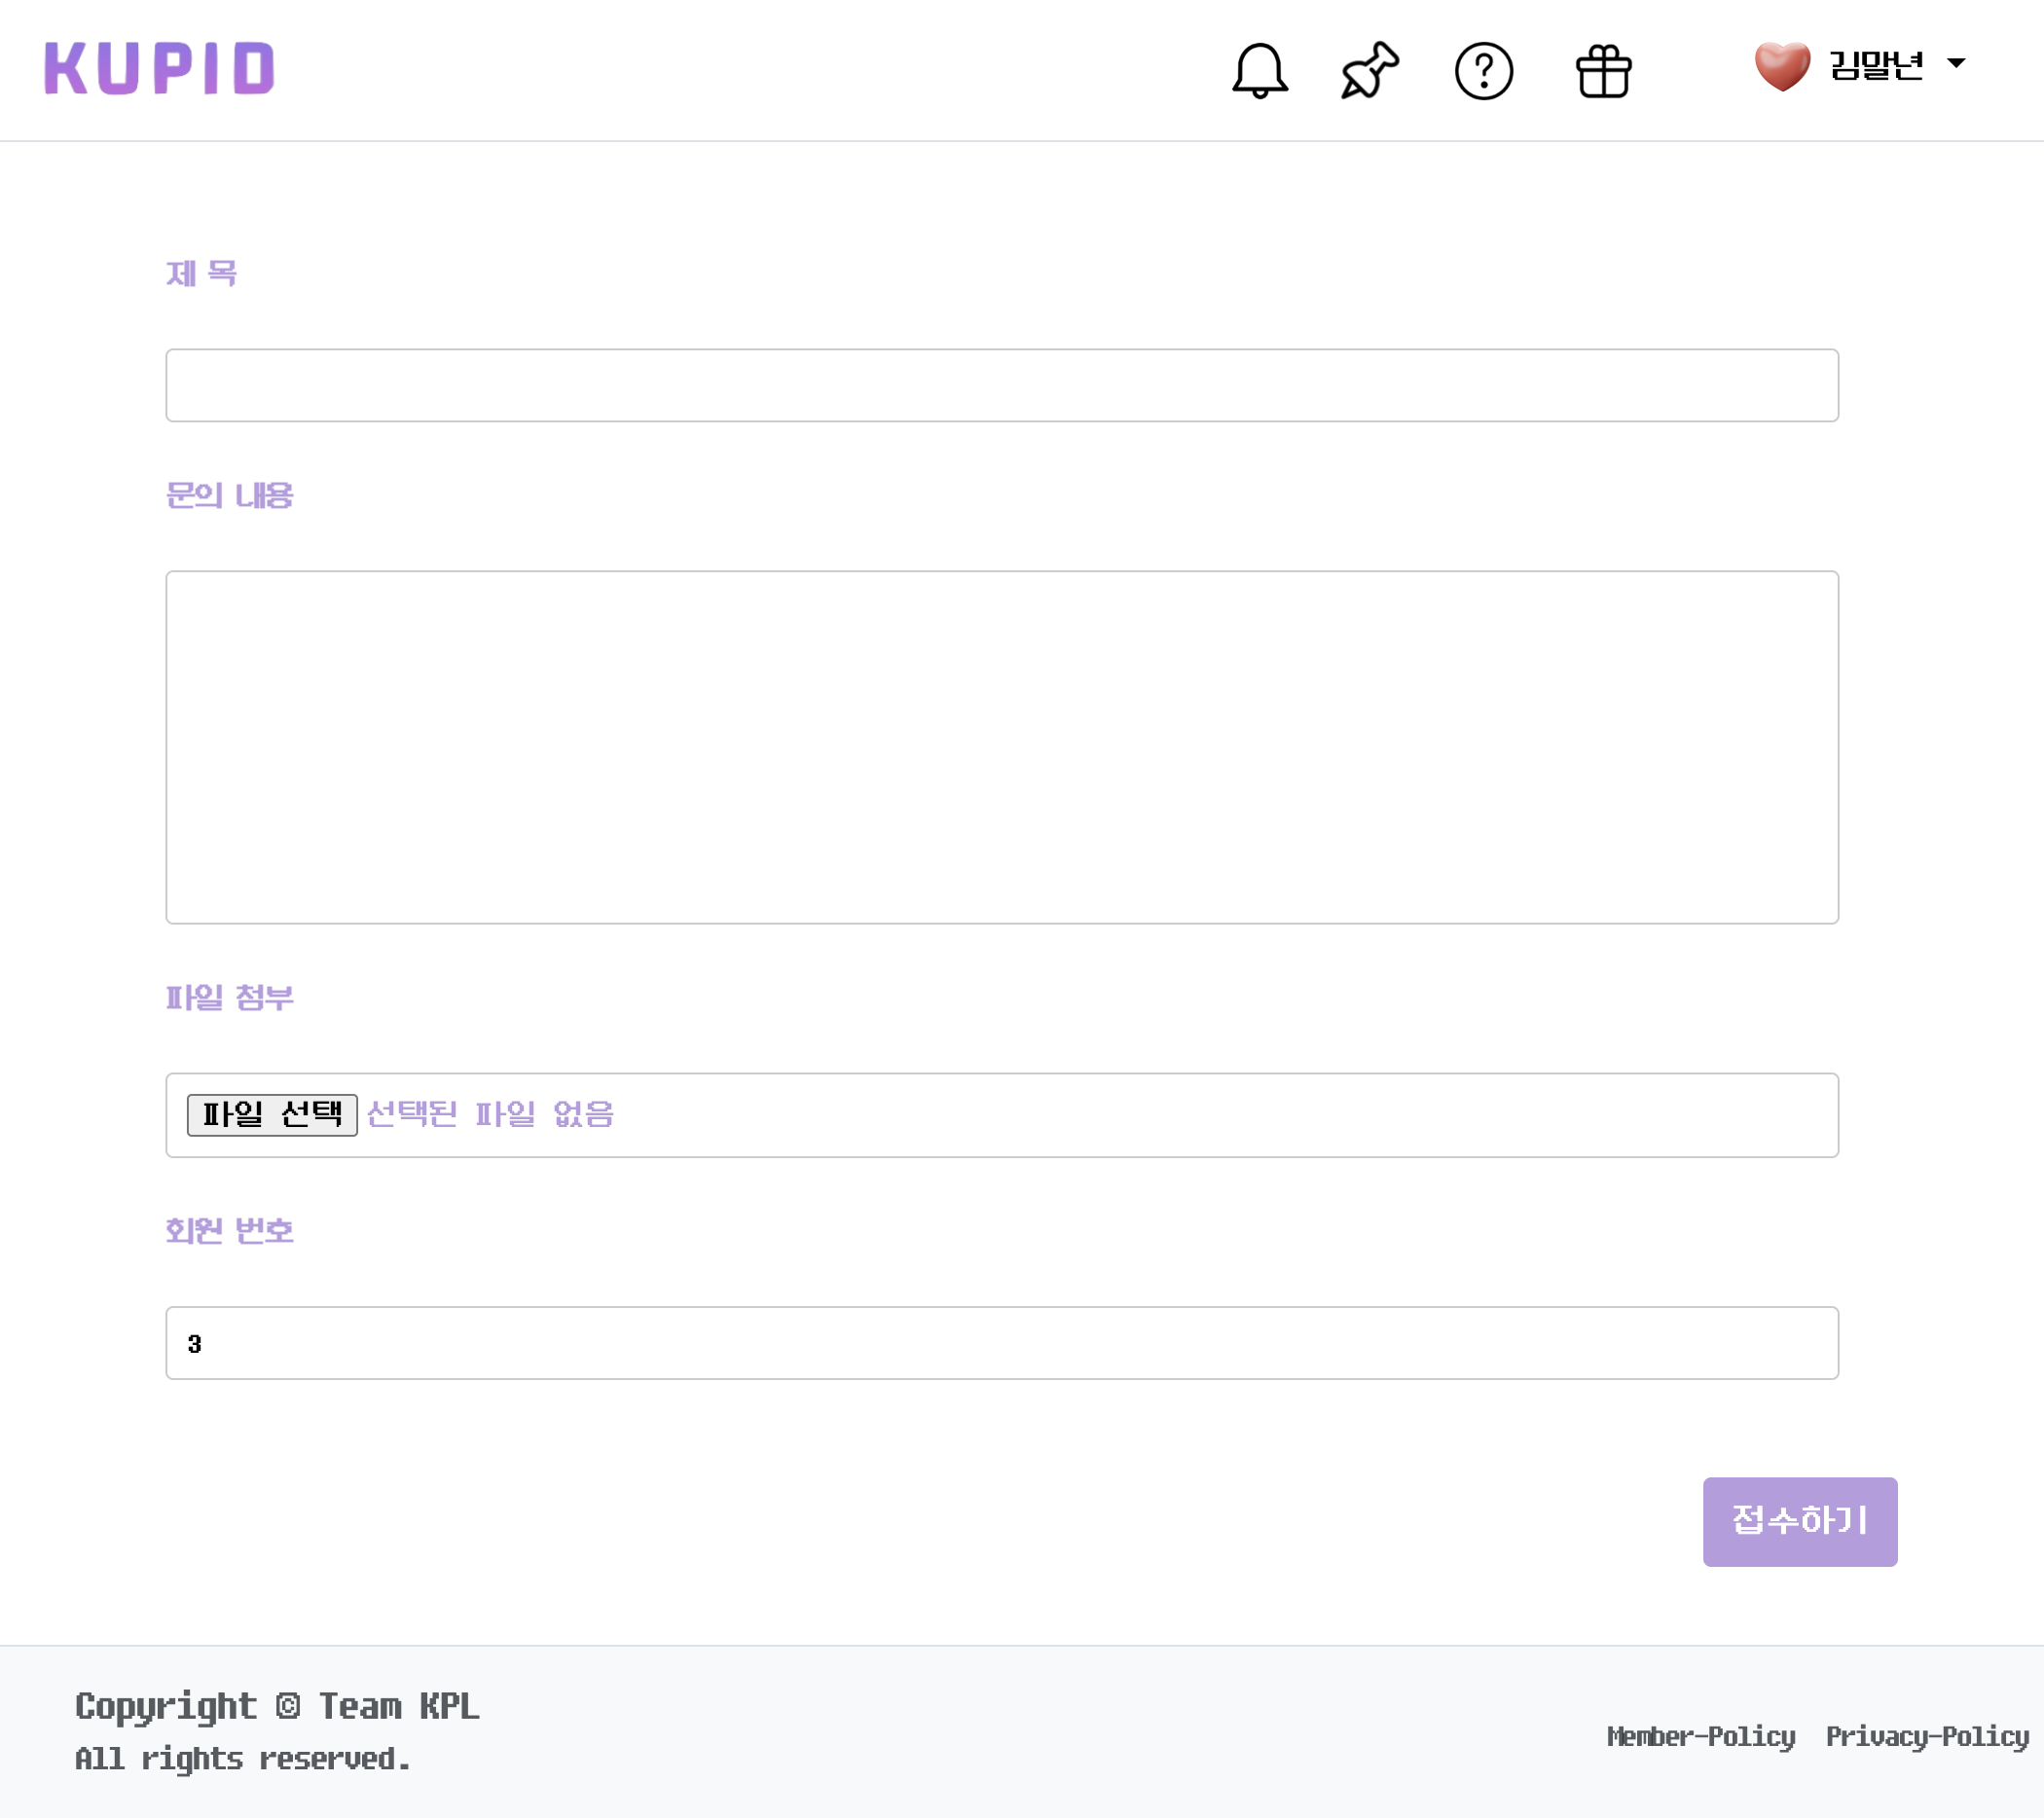 KUPID
김말년
제 목
문의 내용
파일 첨부
파일 선택 선택된 파일 없음
회원 번호
3
접수하기
Copyright © Team KPL
All rights reserved.
Member-Policy Privacy-Policy